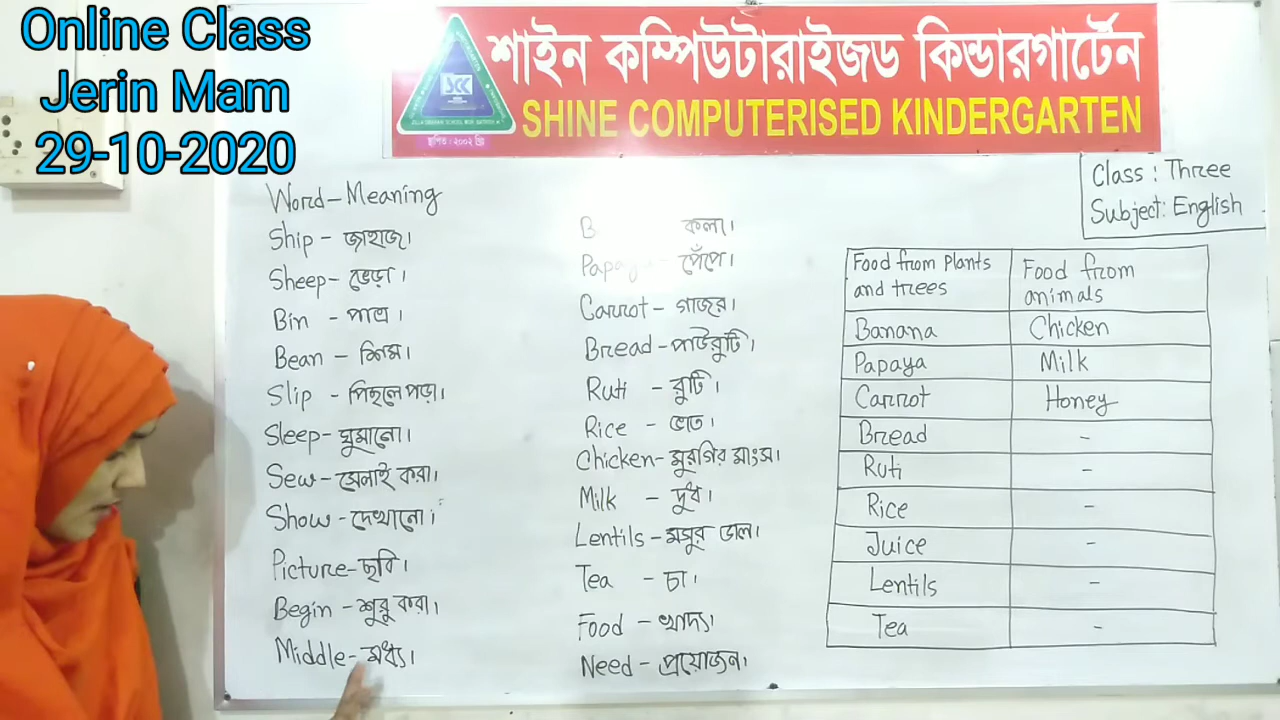 Online Class
Jerin Mam
29-10-2020
শাইন কম্পিউটারাইজড কিন্ডারগার্টেন
SHINE COMPUTERISED KINDERGARTEN
স্থাপিত : ২০০২ খ্রি
Class : Three
Subject: English
Word-Meaning
Ship - জাহাজ।
Sheep- ভেড়া।
Bin - পাত্র।
Bean - শিম।
Slip - পিছলে পড়া।
Sleep- ঘুমানো।
Sew- সেলাই করা।
Show - দেখানো।
Picture- ছবি।
Begin - শুরু করা।
Middle- মধ্য।
B কলা।
Papaya - পেঁপে।
Carrot - গাজর।
Bread - পাউরুটি।
Ruti - রুটি।
Rice - ভাত।
Chicken- মুরগির মাংস।
Milk - দুধ।
Lentils - মসুর ডাল।
Tea - চা।
Food - খাদ্য।
Need - প্রয়োজন।
Food from plants and trees | Food from animals
Banana | Chicken
Papaya | Milk
Carrot | Honey
Bread | -
Ruti | -
Rice | -
Juice | -
Lentils | -
Tea | -